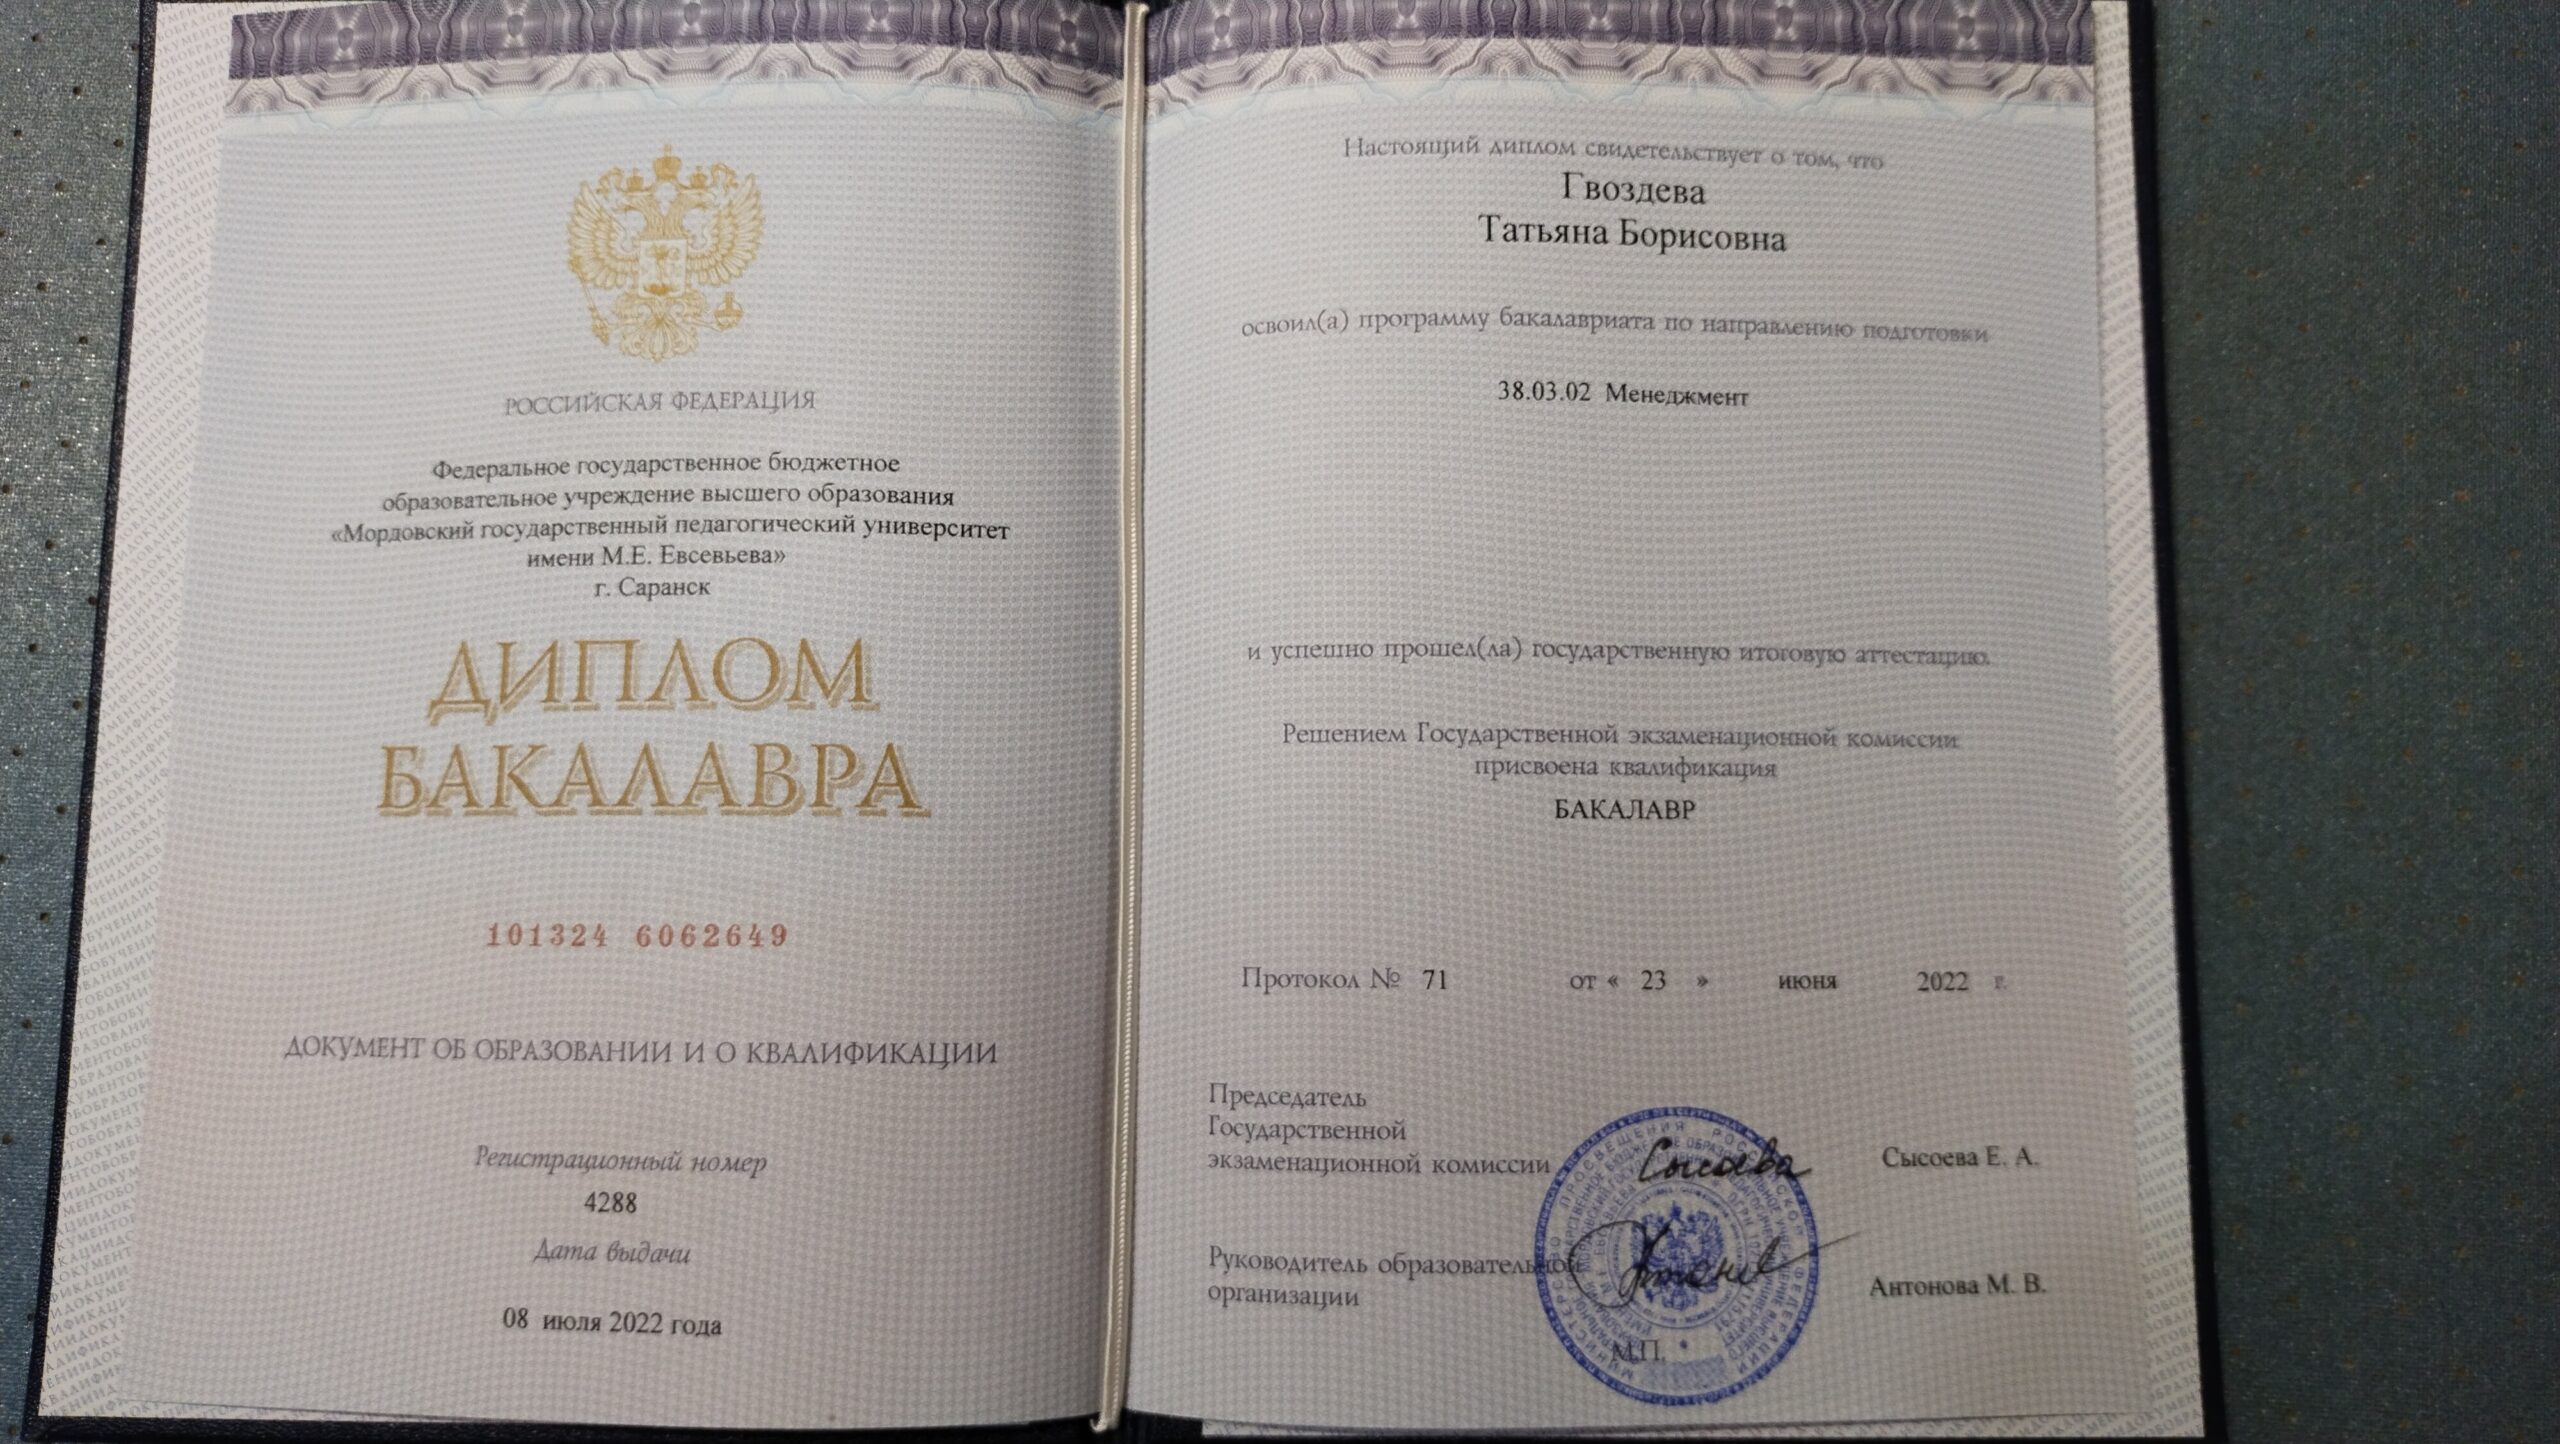 РОССИЙСКАЯ ФЕДЕРАЦИЯ
Федеральное государственное бюджетное
образовательное учреждение высшего образования
«Мордовский государственный педагогический университет
имени М.Е. Евсевьева»
г. Саранск
ДИПЛОМ
БАКАЛАВРА
101324 6062649
ДОКУМЕНТ ОБ ОБРАЗОВАНИИ И О КВАЛИФИКАЦИИ
Регистрационный номер
4288
Дата выдачи
08 июля 2022 года
Настоящий диплом свидетельствует о том, что
Гвоздева
Татьяна Борисовна
освоил(а) программу бакалавриата по направлению подготовки
38.03.02 Менеджмент
и успешно прошел(ла) государственную итоговую аттестацию.
Решением Государственной экзаменационной комиссии
присвоена квалификация
БАКАЛАВР
Протокол № 71 от « 23 » июня 2022 г.
Председатель
Государственной
экзаменационной комиссии Сысоева Сысоева Е. А.
Руководитель образовательной
организации Антонова М. В.
М.П.